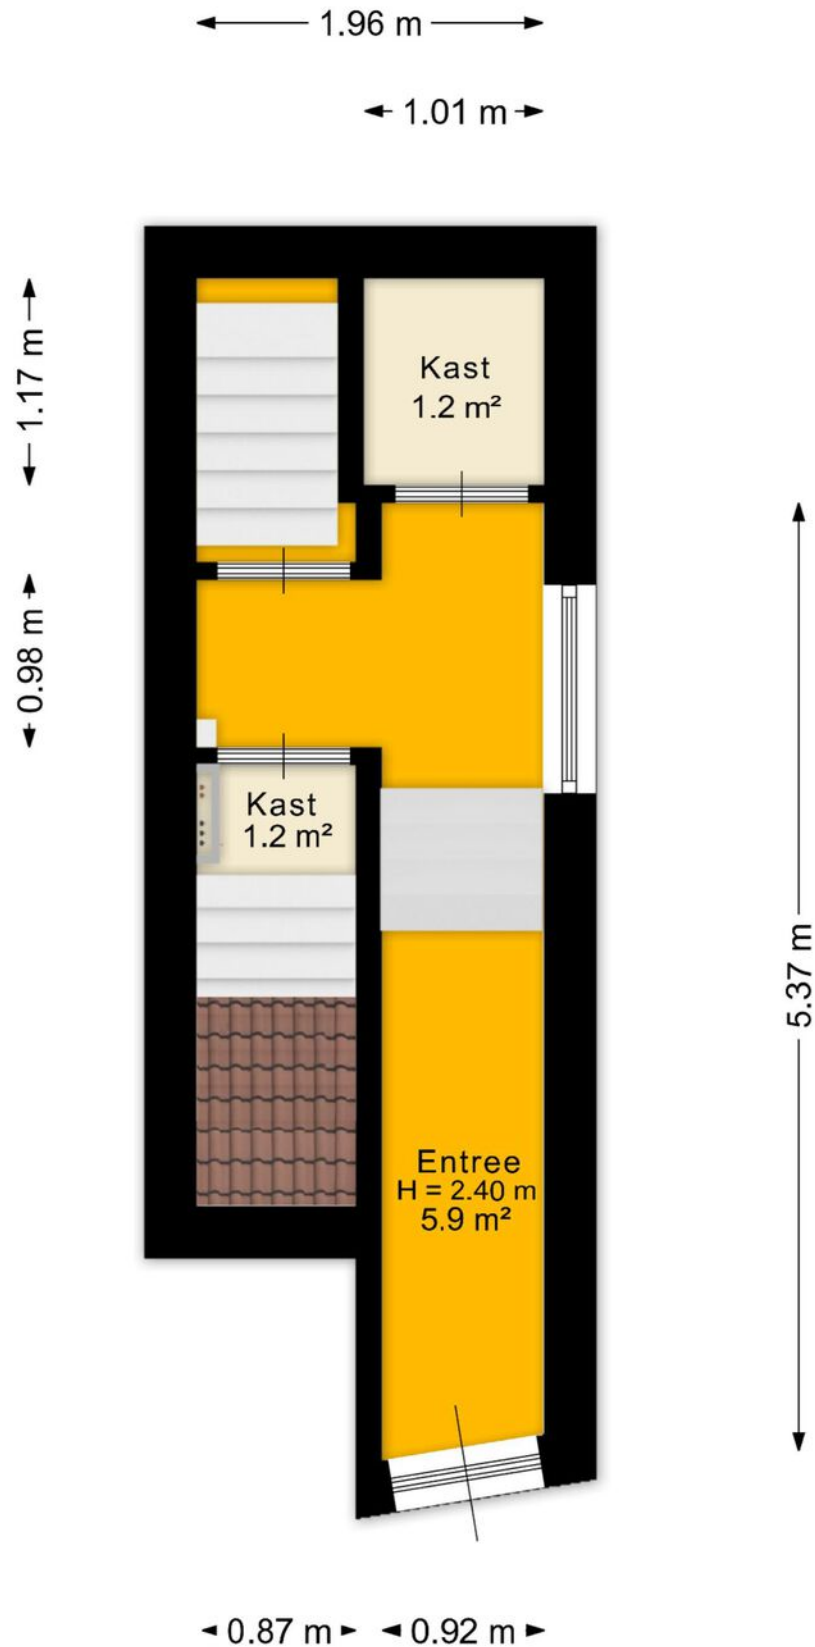 1.96 m
1.01 m
1.17 m
Kast
1.2 m²
0.98 m
Kast
1.2 m²
5.37 m
Entree
H = 2.40 m
5.9 m²
0.87 m
0.92 m